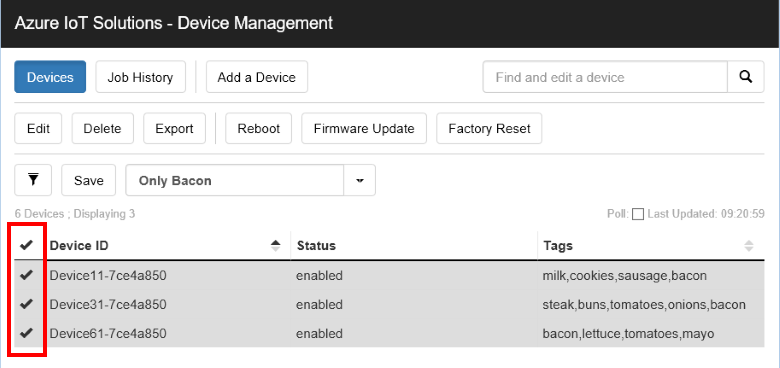 Azure IoT Solutions - Device Management
Devices Job History Add a Device Find and edit a device
Edit Delete Export Reboot Firmware Update Factory Reset
Save Only Bacon
6 Devices ; Displaying 3 Poll: Last Updated: 09:20:59
Device ID Status Tags
Device11-7ce4a850 enabled milk,cookies,sausage,bacon
Device31-7ce4a850 enabled steak,buns,tomatoes,onions,bacon
Device61-7ce4a850 enabled bacon,lettuce,tomatoes,mayo